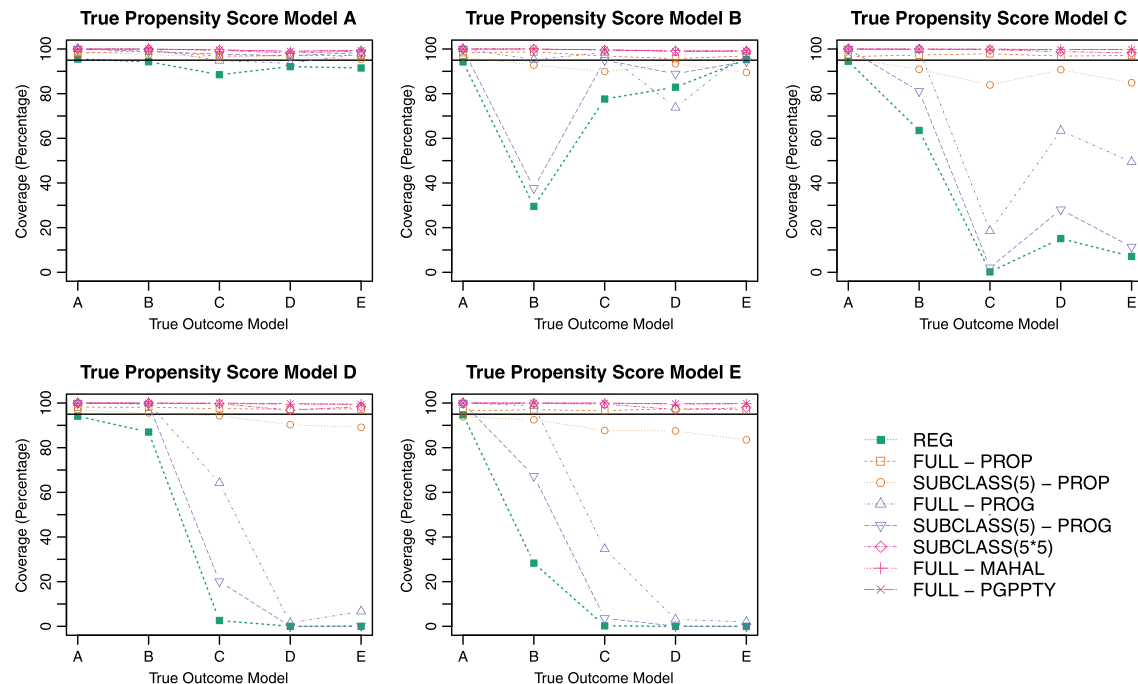 True Propensity Score Model A
Coverage (Percentage)
100
80
60
40
20
0
A B C D E
True Outcome Model
True Propensity Score Model B
Coverage (Percentage)
100
80
60
40
20
0
A B C D E
True Outcome Model
True Propensity Score Model C
Coverage (Percentage)
100
80
60
40
20
0
A B C D E
True Outcome Model
True Propensity Score Model D
Coverage (Percentage)
100
80
60
40
20
0
A B C D E
True Outcome Model
True Propensity Score Model E
Coverage (Percentage)
100
80
60
40
20
0
A B C D E
True Outcome Model
REG
FULL − PROP
SUBCLASS(5) − PROP
FULL − PROG
SUBCLASS(5) − PROG
SUBCLASS(5*5)
FULL − MAHAL
FULL − PGPPTY